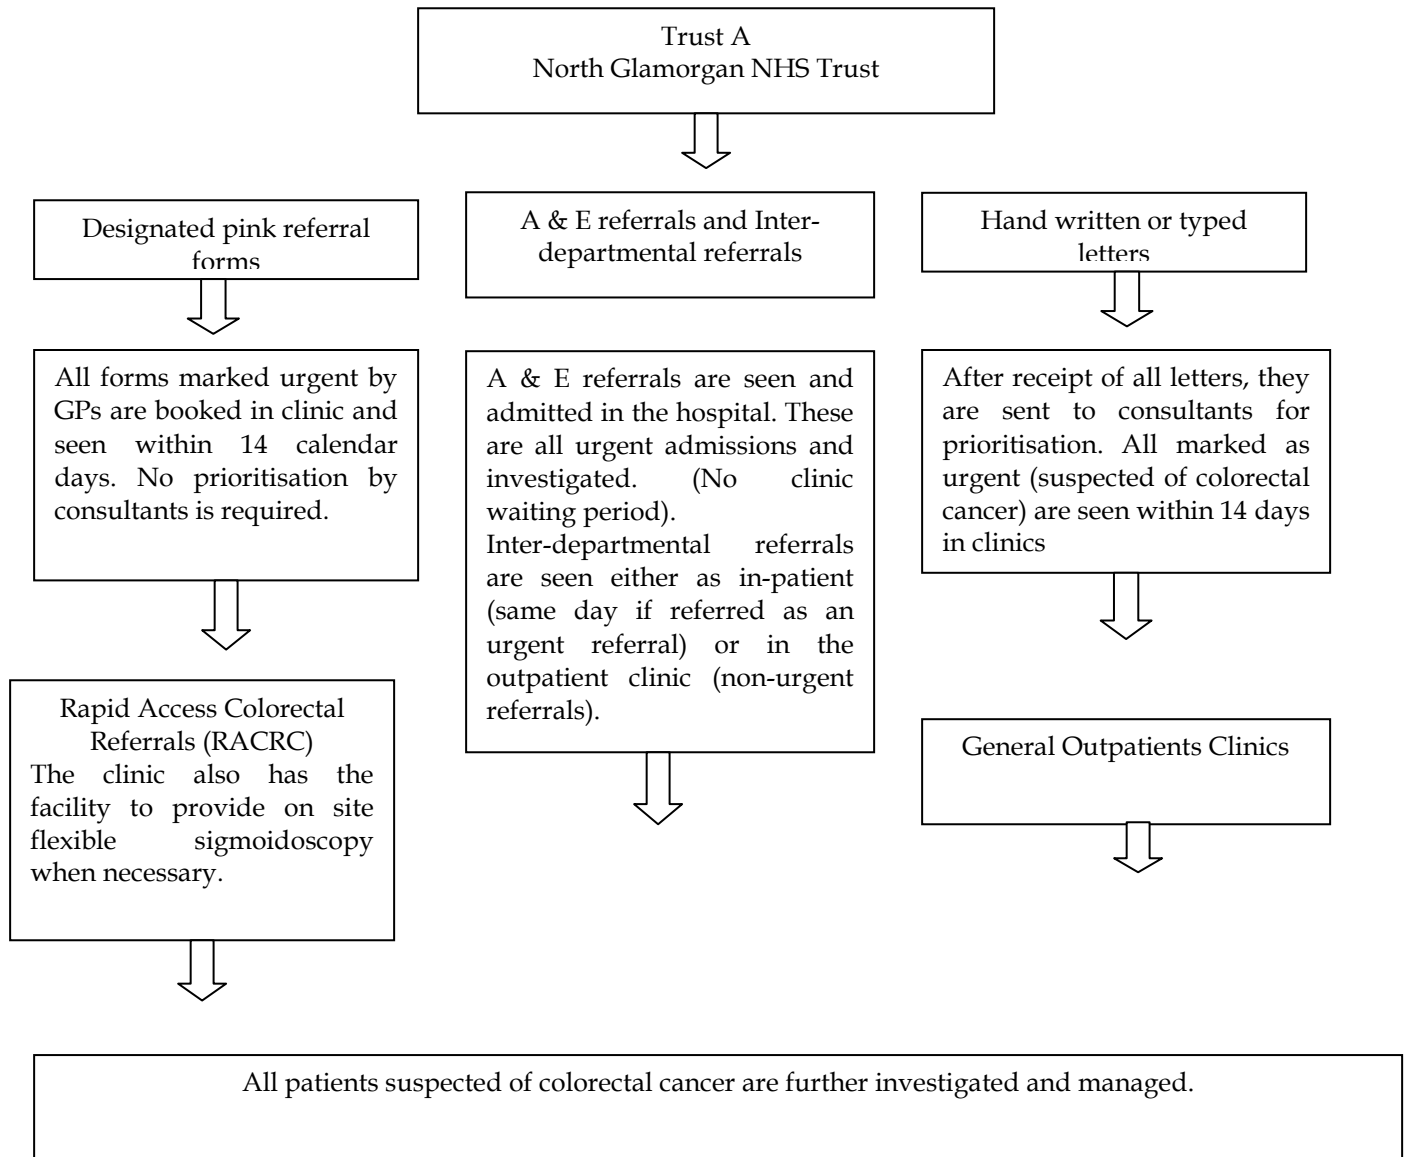 Trust A
North Glamorgan NHS Trust
Designated pink referral
forms
A & E referrals and Inter-
departmental referrals
Hand written or typed
letters
All forms marked urgent by
GPs are booked in clinic and
seen within 14 calendar
days. No prioritisation by
consultants is required.
A & E referrals are seen and
admitted in the hospital. These
are all urgent admissions and
investigated. (No clinic
waiting period).
Inter-departmental referrals
are seen either as in-patient
(same day if referred as an
urgent referral) or in the
outpatient clinic (non-urgent
referrals).
After receipt of all letters, they
are sent to consultants for
prioritisation. All marked as
urgent (suspected of colorectal
cancer) are seen within 14 days
in clinics
Rapid Access Colorectal
Referrals (RACRC)
The clinic also has the
facility to provide on site
flexible sigmoidoscopy
when necessary.
General Outpatients Clinics
All patients suspected of colorectal cancer are further investigated and managed.